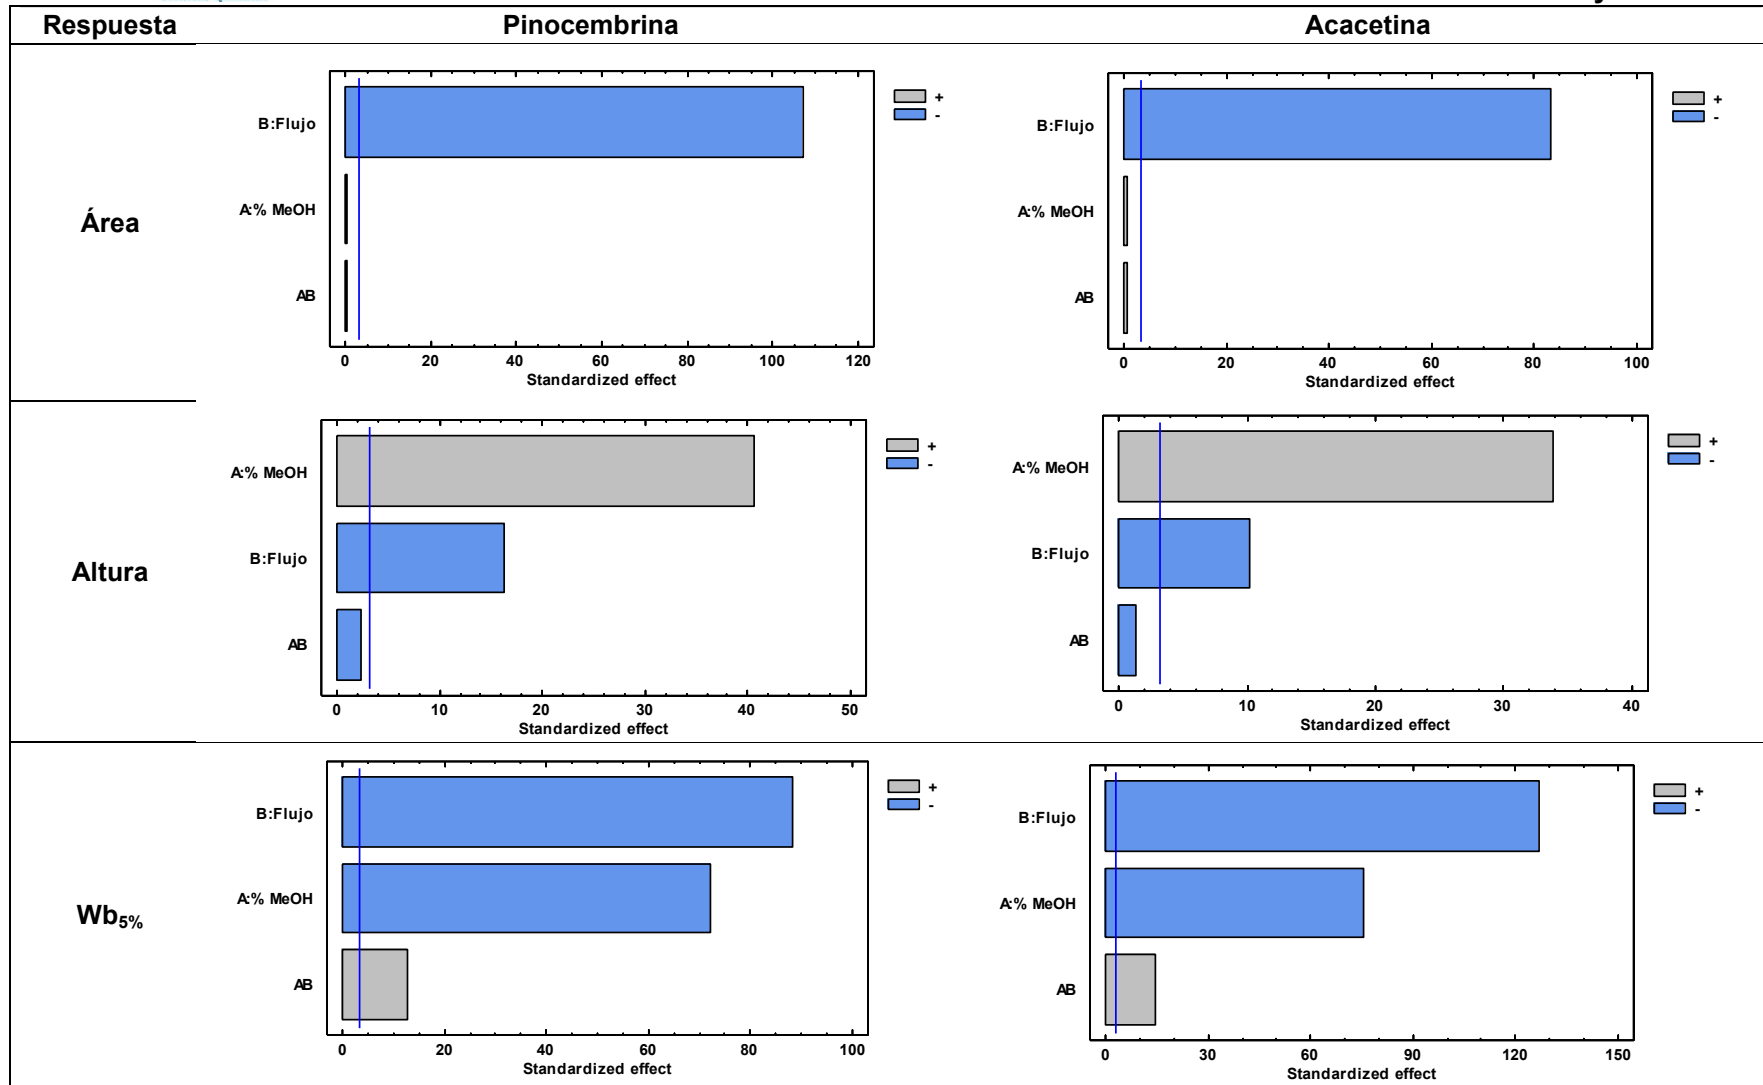 Respuesta Pinocembrina Acacetina
Área
B:Flujo
A:% MeOH
AB
0 20 40 60 80 100 120
Standardized effect
+
-
B:Flujo
A:% MeOH
AB
0 20 40 60 80 100
Standardized effect
+
-
Altura
A:% MeOH
B:Flujo
AB
0 10 20 30 40 50
Standardized effect
+
-
A:% MeOH
B:Flujo
AB
0 10 20 30 40
Standardized effect
+
-
Wb5%
B:Flujo
A:% MeOH
AB
0 20 40 60 80 100
Standardized effect
+
-
B:Flujo
A:% MeOH
AB
0 30 60 90 120 150
Standardized effect
+
-